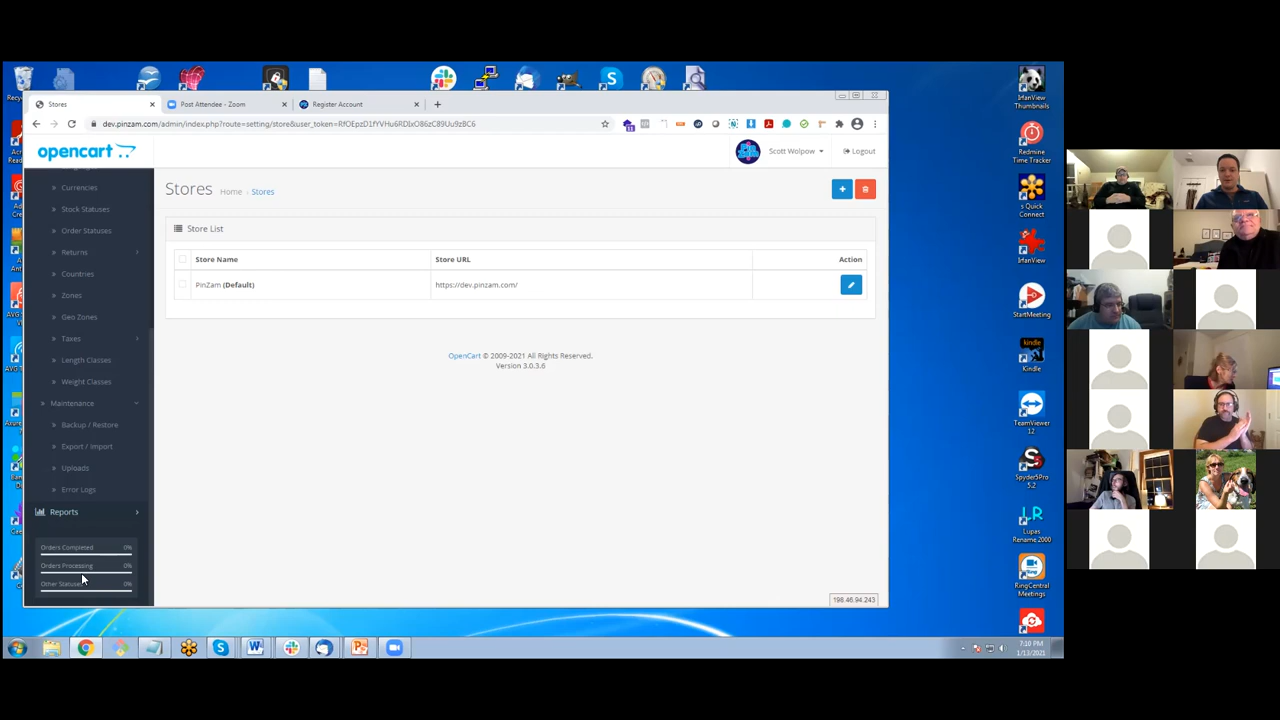 Stores
Post Attendee - Zoom
Register Account
dev.pinzam.com/admin/index.php?route=setting/store&user_token=
opencart
Scott Wolpow
Logout
Currencies
Stock Statuses
Order Statuses
Returns
Countries
Zones
Geo Zones
Taxes
Length Classes
Weight Classes
Maintenance
Backup / Restore
Export / Import
Uploads
Error Logs
Reports
Orders Completed 0%
Orders Processing 0%
Other Statuses 0%
Stores Home Stores
Store List
Store Name Store URL Action
PinZam (Default) https://dev.pinzam.com/
OpenCart © 2009-2021 All Rights Reserved.
Version 3.0.3.6
198.46.94.243
IrfanView
Thumbnails
Redmine
Time Tracker
s Quick
Connect
IrfanView
StartMeeting
kindle
Kindle
TeamViewer
12
Spyder5Pro
5.2
LR
Lupas
Rename 2000
RingCentral
Meetings
7:10 PM
1/13/2021